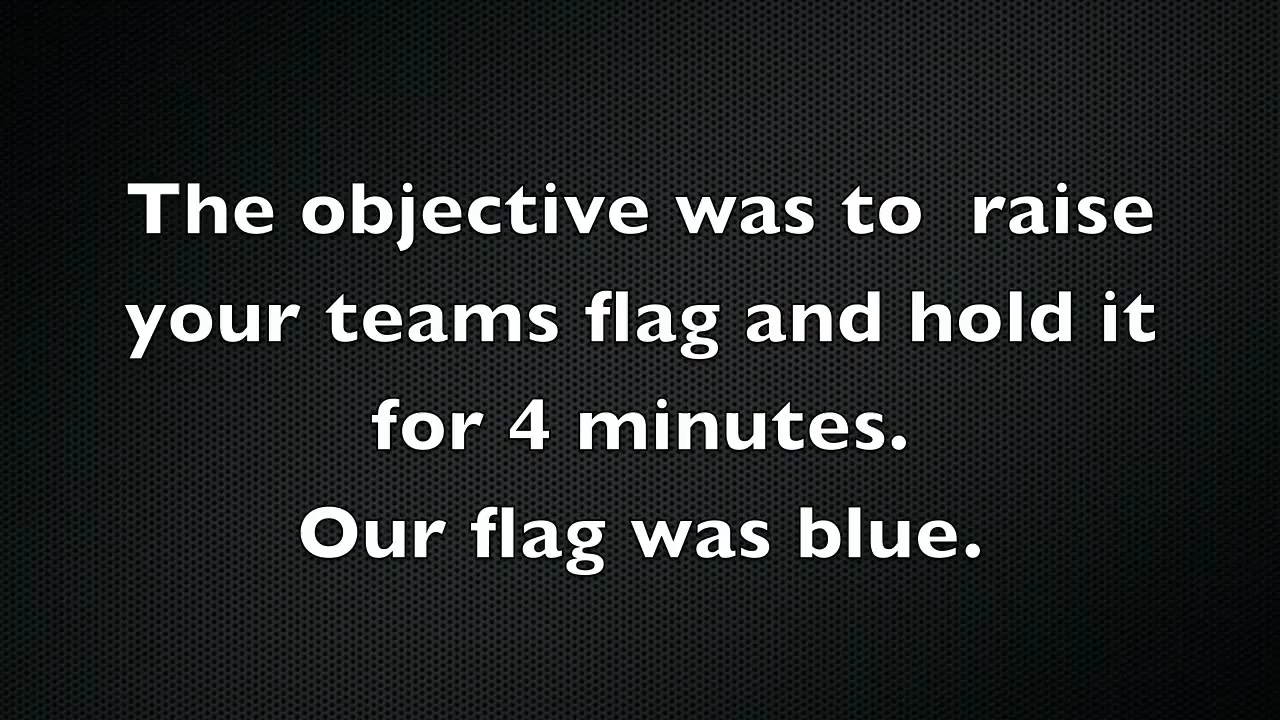 The objective was to  raise
your teams flag and hold it
for 4 minutes.
Our flag was blue.